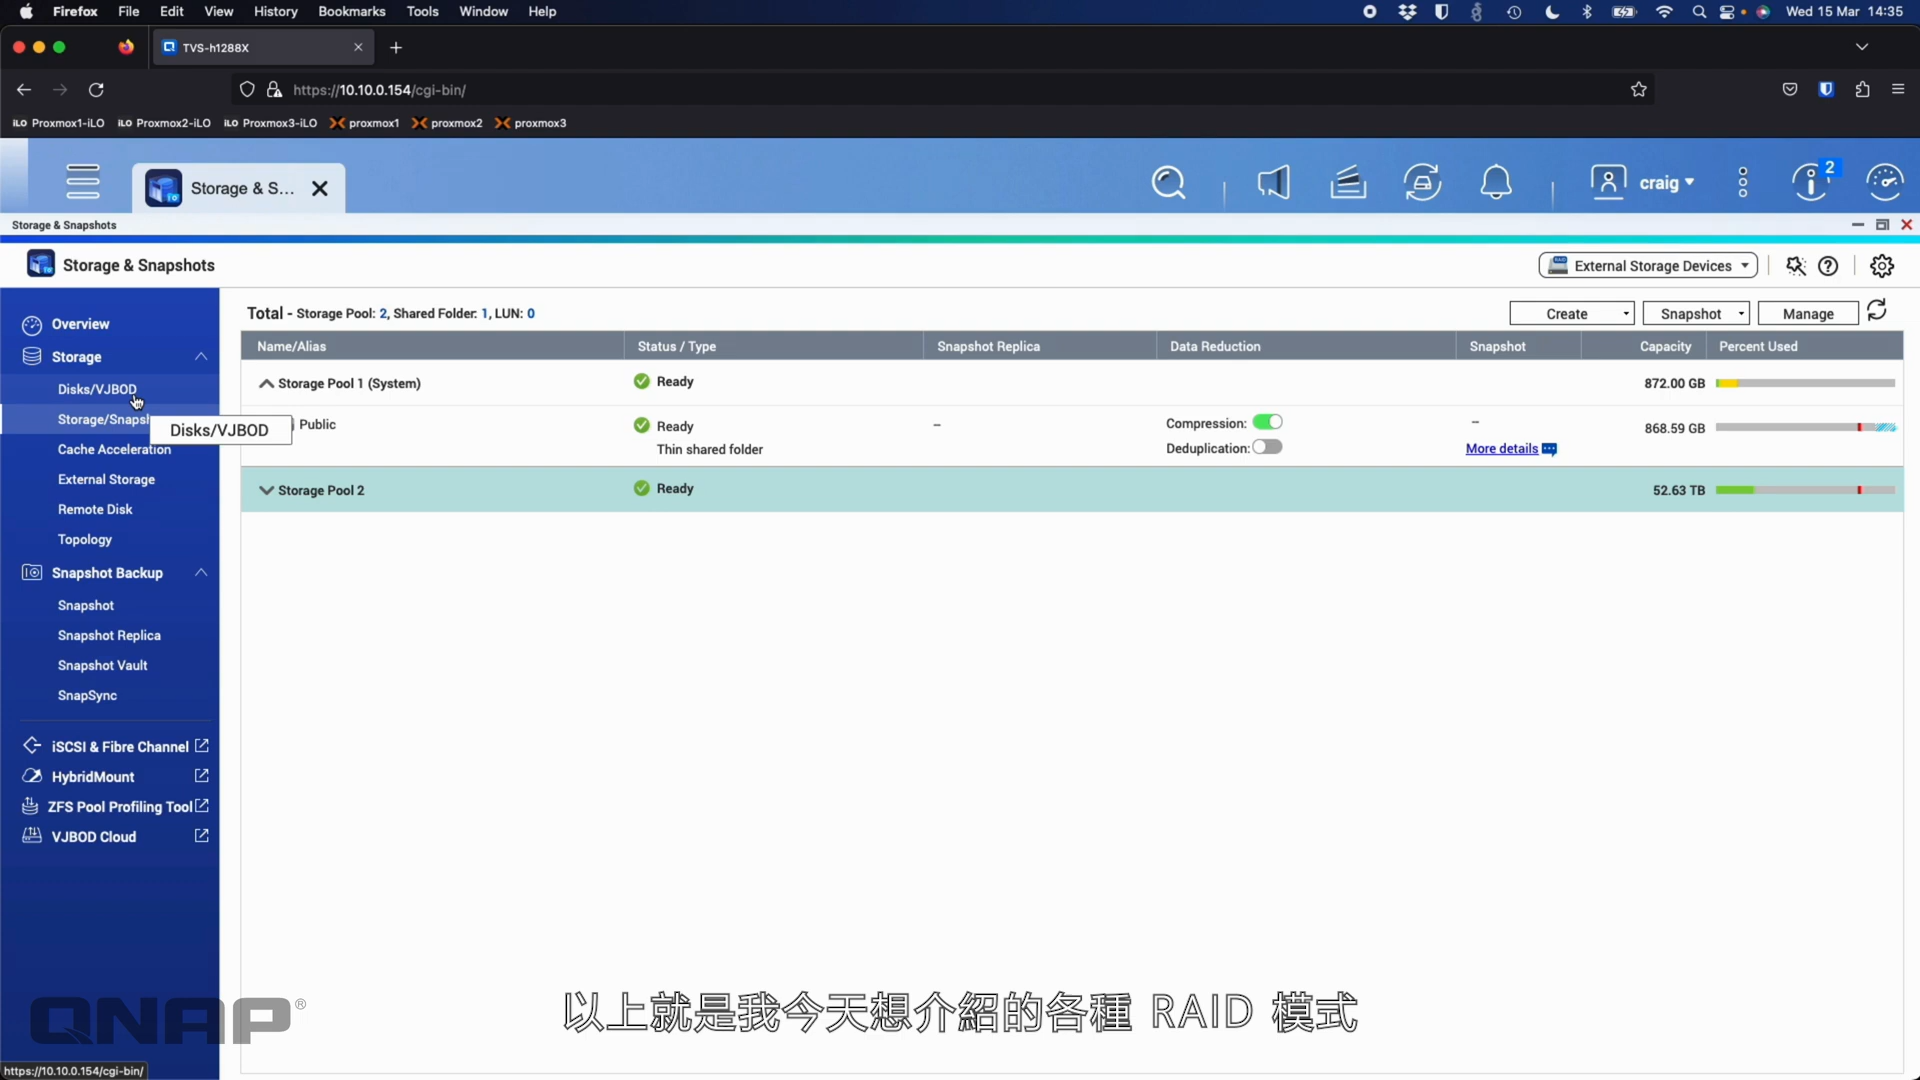 Firefox File Edit View History Bookmarks Tools Window Help Wed 15 Mar 14:35
TVS-h1288X
https://10.10.0.154/cgi-bin/
iLO Proxmox1-iLO iLO Proxmox2-iLO iLO Proxmox3-iLO proxmox1 proxmox2 proxmox3
Storage & S... craig 2
Storage & Snapshots
Storage & Snapshots External Storage Devices
Overview
Storage
Disks/VJBOD
Storage/Snapsh
Disks/VJBOD
Cache Acceleration
External Storage
Remote Disk
Topology
Snapshot Backup
Snapshot
Snapshot Replica
Snapshot Vault
SnapSync
iSCSI & Fibre Channel
HybridMount
ZFS Pool Profiling Tool
VJBOD Cloud
Total - Storage Pool: 2, Shared Folder: 1, LUN: 0 Create Snapshot Manage
Name/Alias Status / Type Snapshot Replica Data Reduction Snapshot Capacity Percent Used
Storage Pool 1 (System) Ready 872.00 GB
Public Ready – Compression: – 868.59 GB
Thin shared folder Deduplication: More details
Storage Pool 2 Ready 52.63 TB
以上就是我今天想介紹的各種 RAID 模式
QNAP®
https://10.10.0.154/cgi-bin/